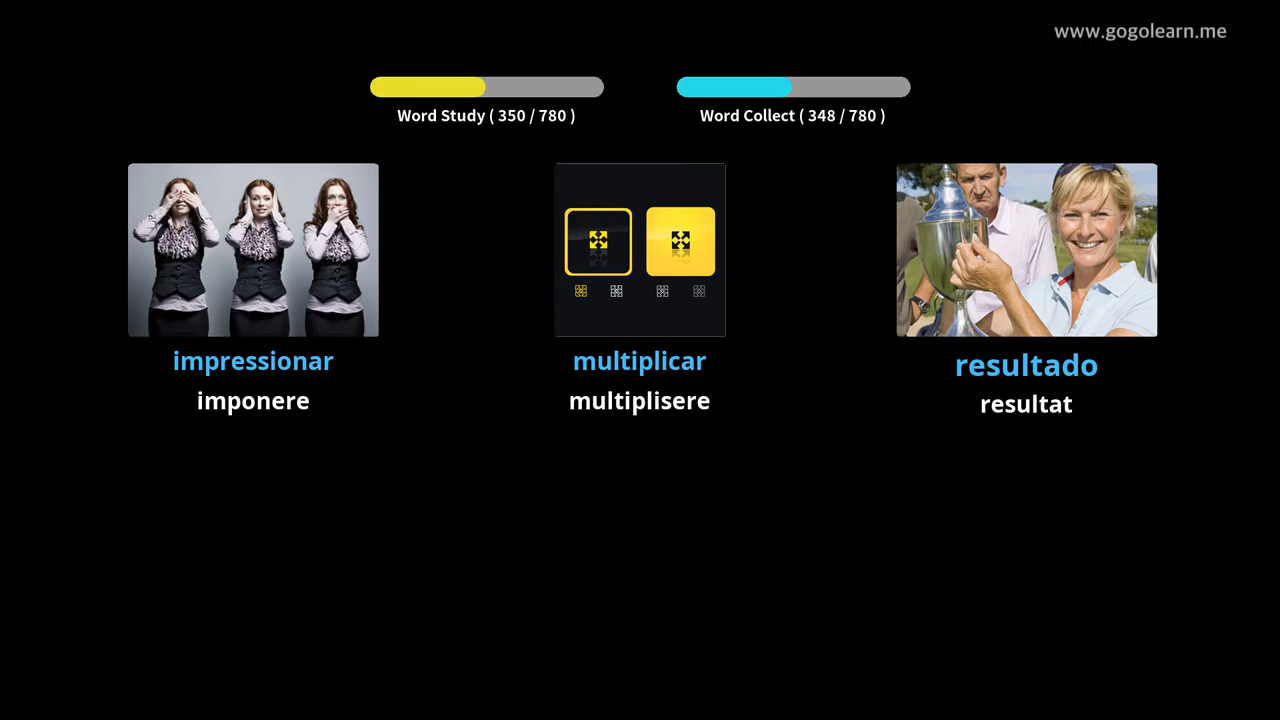 www.gogolearn.me
Word Study ( 350 / 780 )
Word Collect ( 348 / 780 )
impressionar
imponere
multiplicar
multiplisere
resultado
resultat